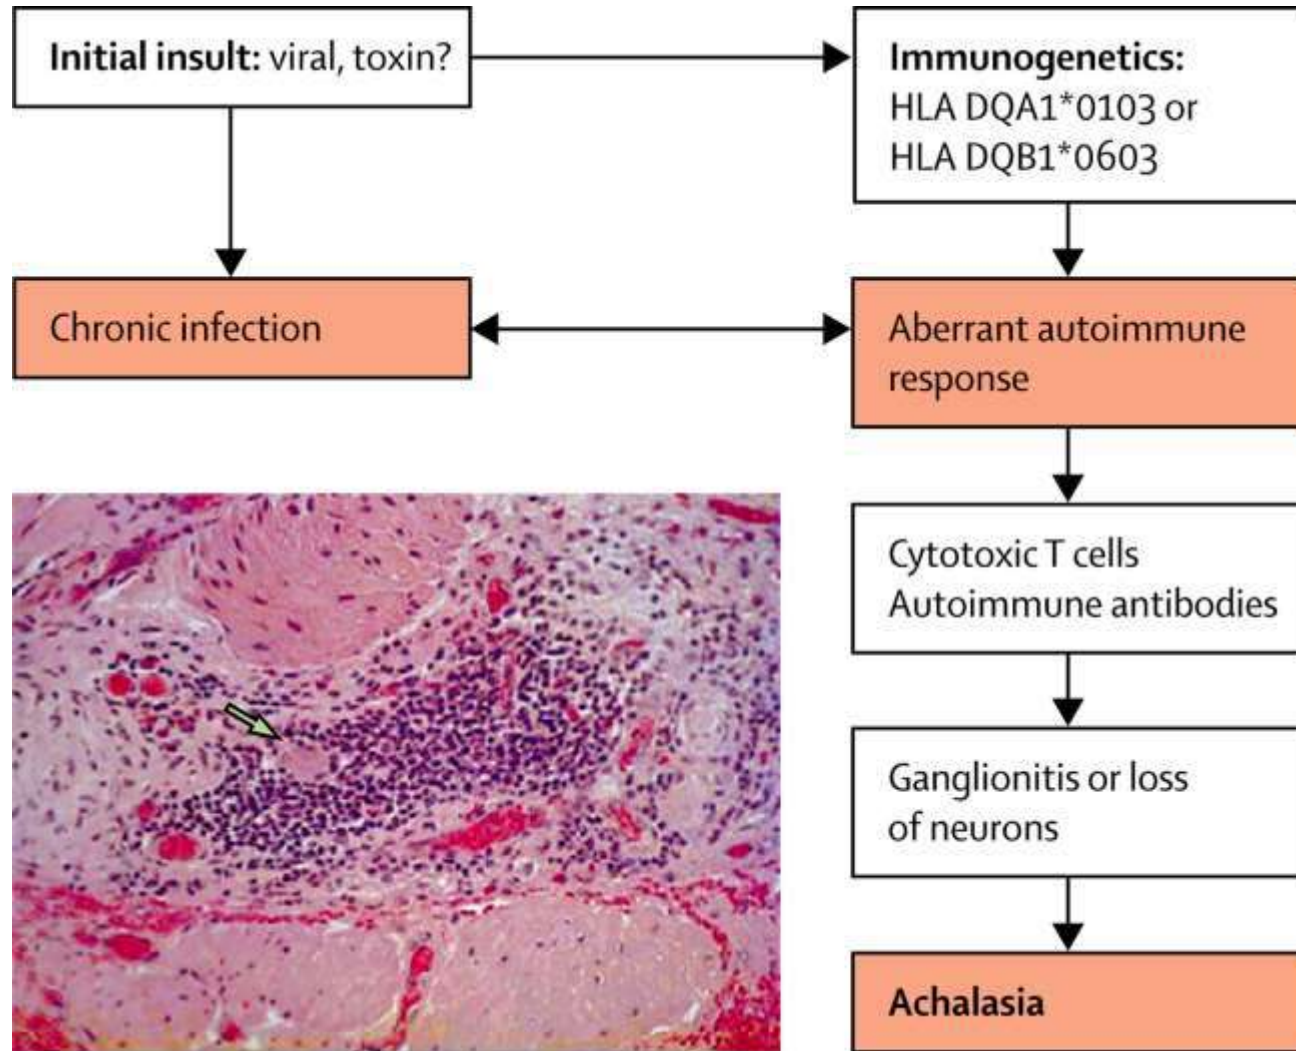 Initial insult: viral, toxin?
Immunogenetics:
HLA DQA1*0103 or
HLA DQB1*0603
Chronic infection
Aberrant autoimmune
response
Cytotoxic T cells
Autoimmune antibodies
Ganglionitis or loss
of neurons
Achalasia